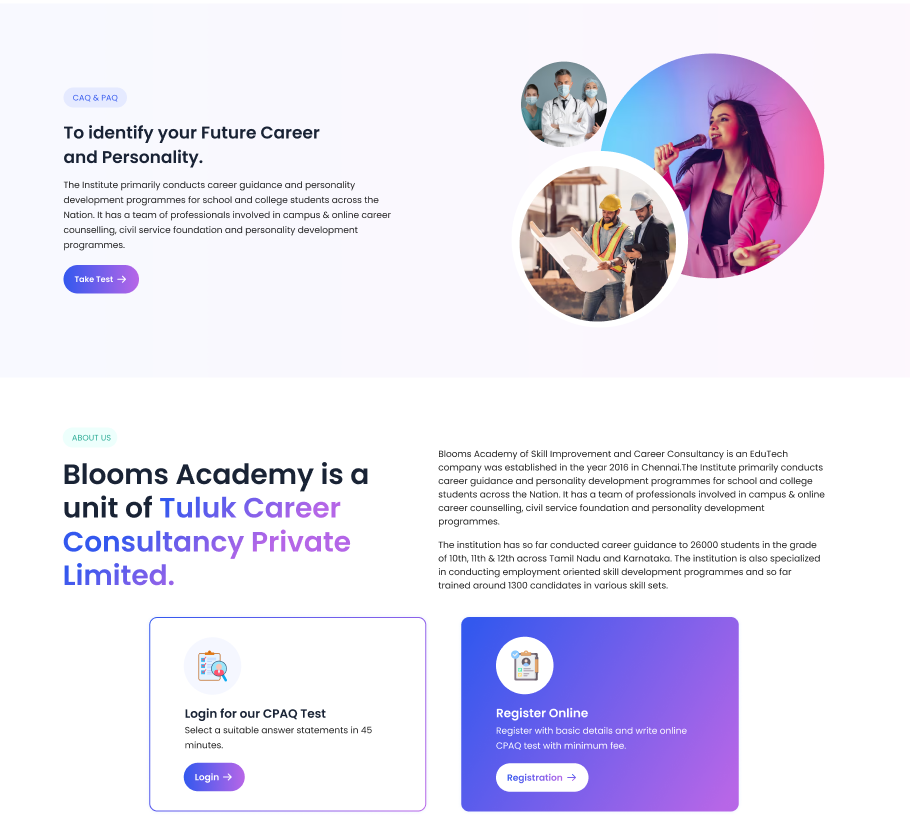 CAQ & PAQ
To identify your Future Career
and Personality.
The Institute primarily conducts career guidance and personality
development programmes for school and college students across the
Nation. It has a team of professionals involved in campus & online career
counselling, civil service foundation and personality development
programmes.
Take Test →
ABOUT US
Blooms Academy is a
unit of Tuluk Career
Consultancy Private
Limited.
Blooms Academy of Skill Improvement and Career Consultancy is an EduTech
company was established in the year 2016 in Chennai.The Institute primarily conducts
career guidance and personality development programmes for school and college
students across the Nation. It has a team of professionals involved in campus & online
career counselling, civil service foundation and personality development
programmes.
The institution has so far conducted career guidance to 26000 students in the grade
of 10th, 11th & 12th across Tamil Nadu and Karnataka. The institution is also specialized
in conducting employment oriented skill development programmes and so far
trained around 1300 candidates in various skill sets.
Login for our CPAQ Test
Select a suitable answer statements in 45
minutes.
Login →
Register Online
Register with basic details and write online
CPAQ test with minimum fee.
Registration →